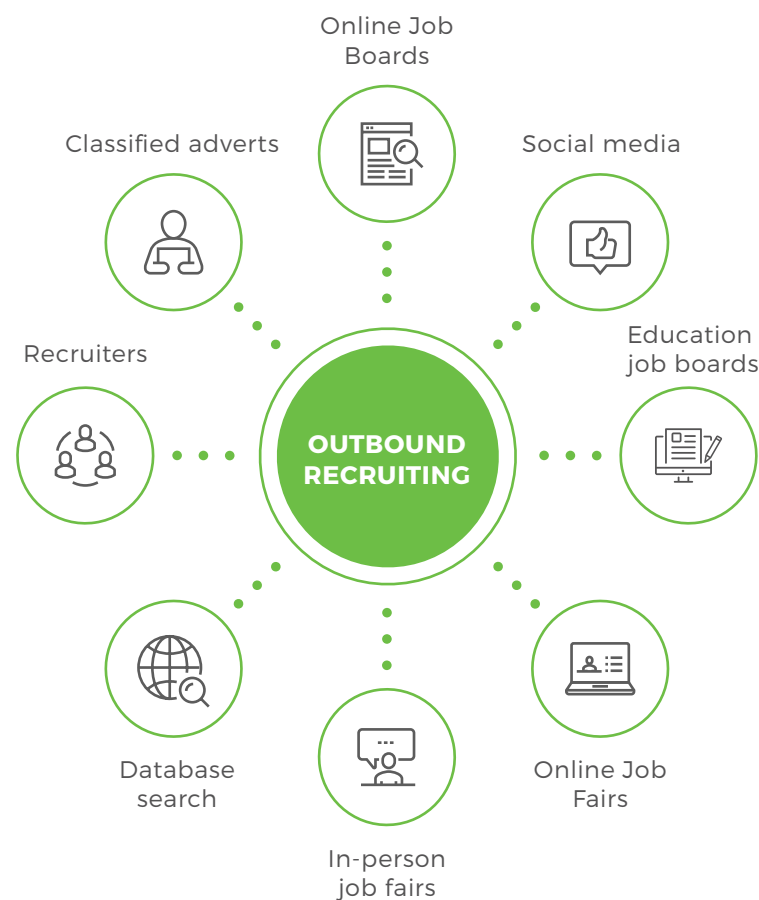 Online Job
Boards
Classified adverts
Social media
Recruiters
Education
job boards
OUTBOUND
RECRUITING
Database
search
Online Job
Fairs
In-person
job fairs